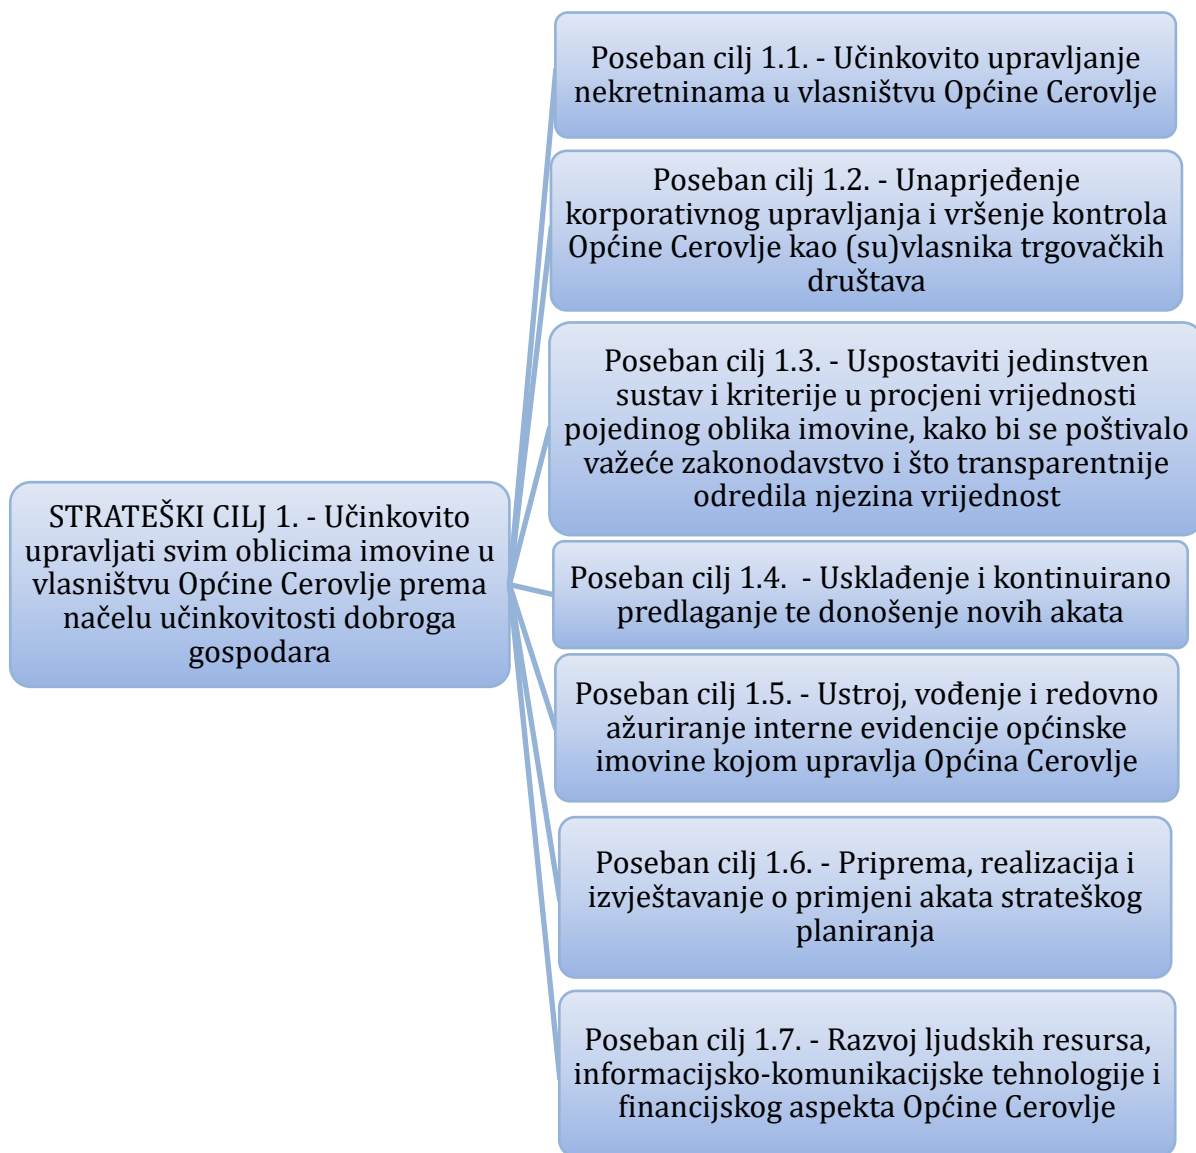 Poseban cilj 1.1. - Učinkovito upravljanje
nekretninama u vlasništvu Općine Cerovlje
Poseban cilj 1.2. - Unaprjeđenje
korporativnog upravljanja i vršenje kontrola
Općine Cerovlje kao (su)vlasnika trgovačkih
društava
Poseban cilj 1.3. - Uspostaviti jedinstven
sustav i kriterije u procjeni vrijednosti
pojedinog oblika imovine, kako bi se poštivalo
važeće zakonodavstvo i što transparentnije
odredila njezina vrijednost
STRATEŠKI CILJ 1. - Učinkovito
upravljati svim oblicima imovine u
vlasništvu Općine Cerovlje prema
načelu učinkovitosti dobroga
gospodara
Poseban cilj 1.4.  - Usklađenje i kontinuirano
predlaganje te donošenje novih akata
Poseban cilj 1.5. - Ustroj, vođenje i redovno
ažuriranje interne evidencije općinske
imovine kojom upravlja Općina Cerovlje
Poseban cilj 1.6. - Priprema, realizacija i
izvještavanje o primjeni akata strateškog
planiranja
Poseban cilj 1.7. - Razvoj ljudskih resursa,
informacijsko-komunikacijske tehnologije i
financijskog aspekta Općine Cerovlje